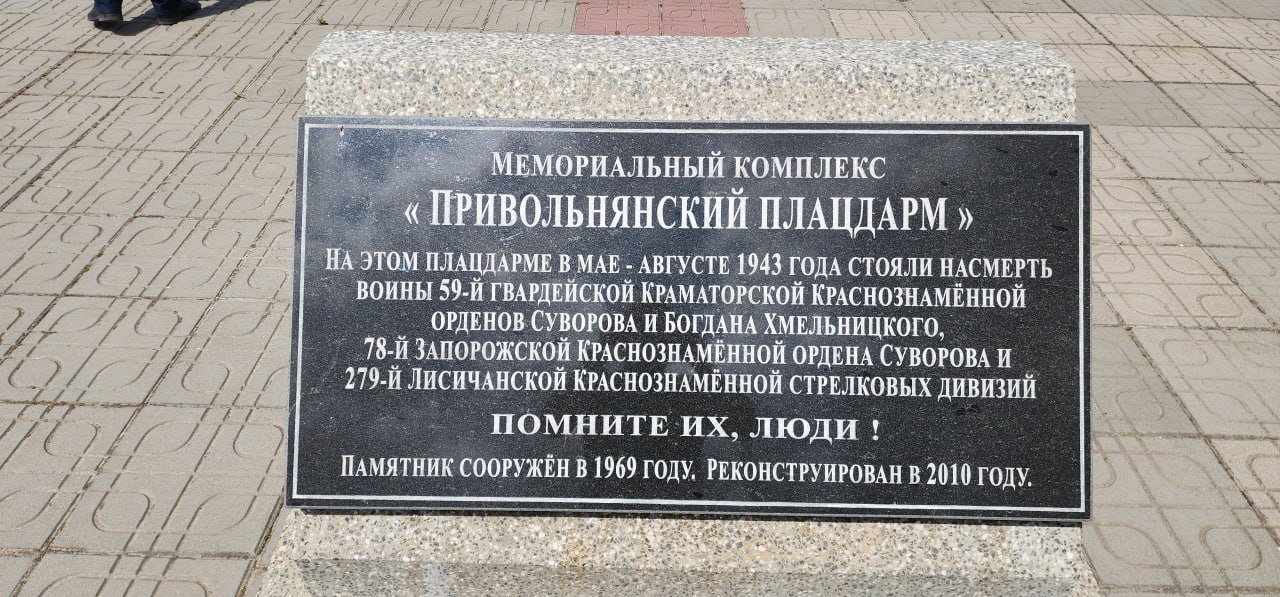 Мемориальный комплекс
« Привольнянский плацдарм »
На этом плацдарме в мае - августе 1943 года стояли насмерть
воины 59-й гвардейской Краматорской Краснознамённой
орденов Суворова и Богдана Хмельницкого,
78-й Запорожской Краснознамённой ордена Суворова и
279-й Лисичанской Краснознамённой стрелковых дивизий
ПОМНИТЕ ИХ, ЛЮДИ !
Памятник сооружён в 1969 году. Реконструирован в 2010 году.